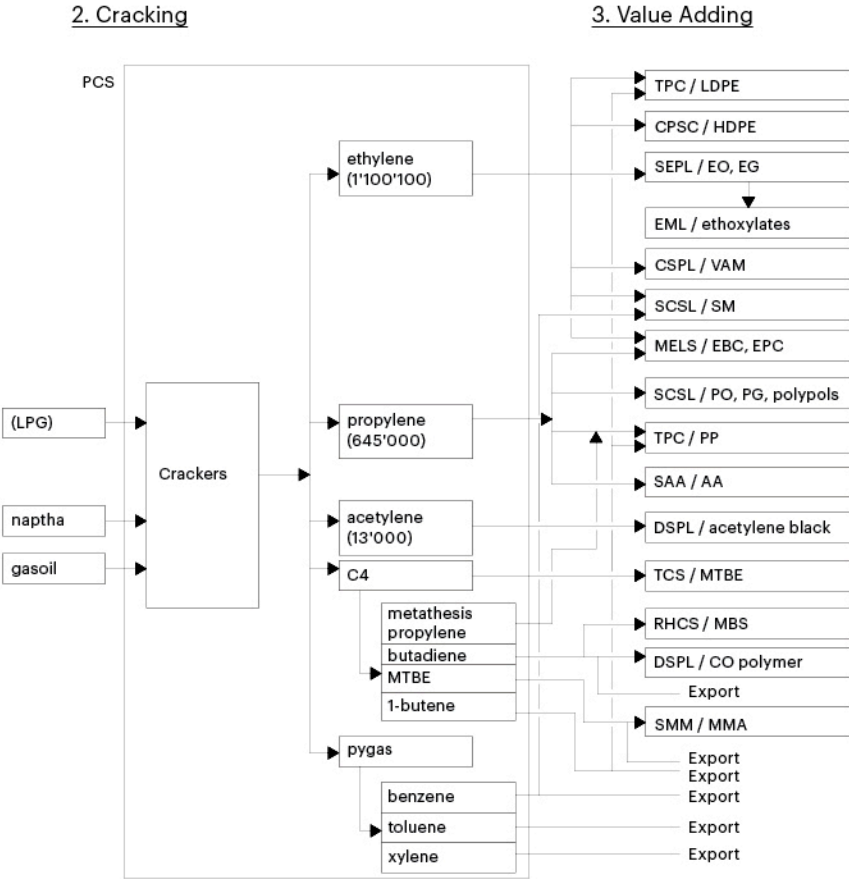 2. Cracking
3. Value Adding
PCS
(LPG)
naptha
gasoil
Crackers
ethylene
(1'100'100)
propylene
(645'000)
acetylene
(13'000)
C4
metathesis
propylene
butadiene
MTBE
1-butene
pygas
benzene
toluene
xylene
TPC / LDPE
CPSC / HDPE
SEPL / EO, EG
EML / ethoxylates
CSPL / VAM
SCSL / SM
MELS / EBC, EPC
SCSL / PO, PG, polypols
TPC / PP
SAA / AA
DSPL / acetylene black
TCS / MTBE
RHCS / MBS
DSPL / CO polymer
Export
SMM / MMA
Export
Export
Export
Export
Export